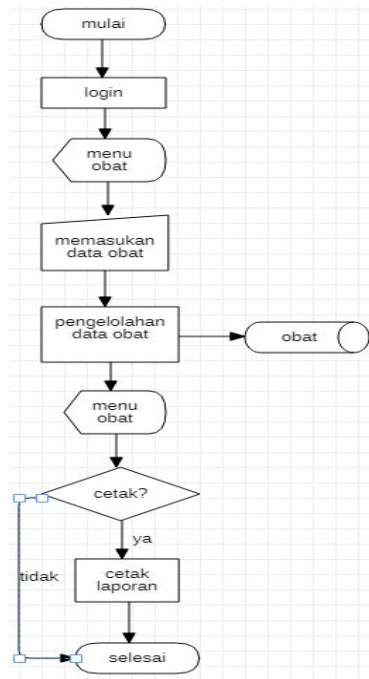 mulai
login
menu
obat
memasukan
data obat
pengelolahan
data obat
obat
menu
obat
cetak?
ya
tidak
cetak
laporan
selesai